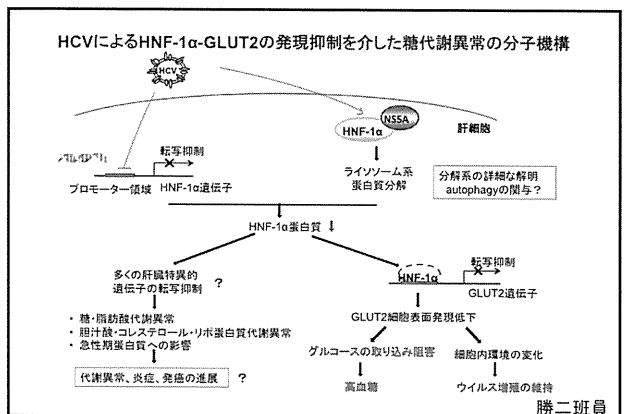 HCVによるHNF-1α-GLUT2の発現抑制を介した糖代謝異常の分子機構
HCV
NS5A
HNF-1α
肝細胞
転写抑制
プロモーター領域 HNF-1α遺伝子
ライソソーム系
蛋白質分解
分解系の詳細な解明
autophagyの関与？
HNF-1α蛋白質 ⬇
多くの肝臓特異的
遺伝子の転写抑制
？
HNF-1α
転写抑制
GLUT2遺伝子
・糖・脂肪酸代謝異常
・胆汁酸・コレステロール・リポ蛋白質代謝異常
・急性期蛋白質への影響
GLUT2細胞表面発現低下
グルコースの取り込み阻害
細胞内環境の変化
代謝異常、炎症、発癌の進展
？
高血糖
ウイルス増殖の維持
勝二班員